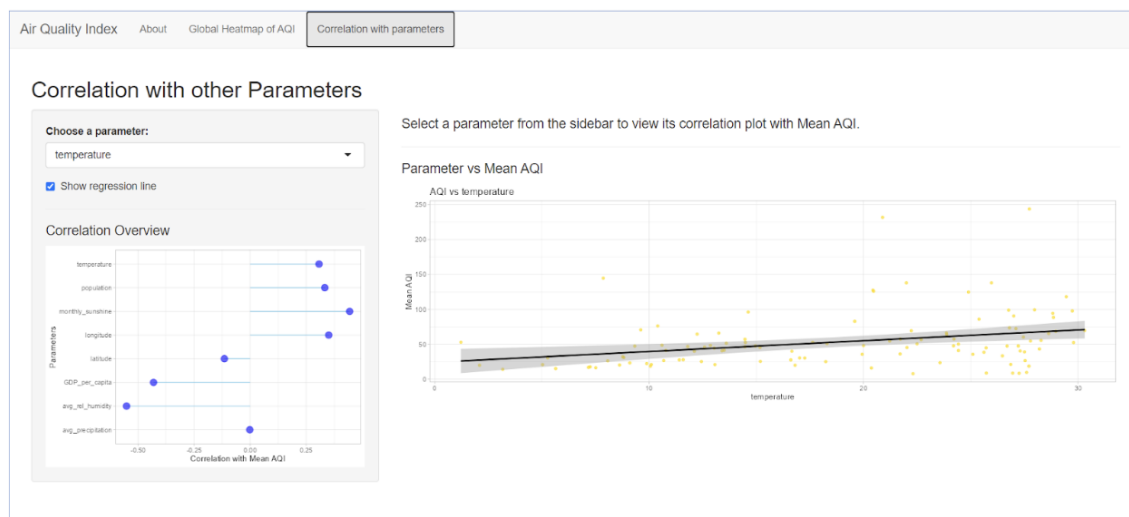 Air Quality Index About Global Heatmap of AQI Correlation with parameters
Correlation with other Parameters
Choose a parameter:
temperature
Show regression line
Correlation Overview
temperature
population
monthly_sunshine
longitude
latitude
GDP_per_capita
avg_rel_humidity
avg_precipitation
Parameters
-0.50 -0.25 0.00 0.25
Correlation with Mean AQI
Select a parameter from the sidebar to view its correlation plot with Mean AQI.
Parameter vs Mean AQI
AQI vs temperature
250
200
150
100
50
0
Mean AQI
0 10 20 30
temperature